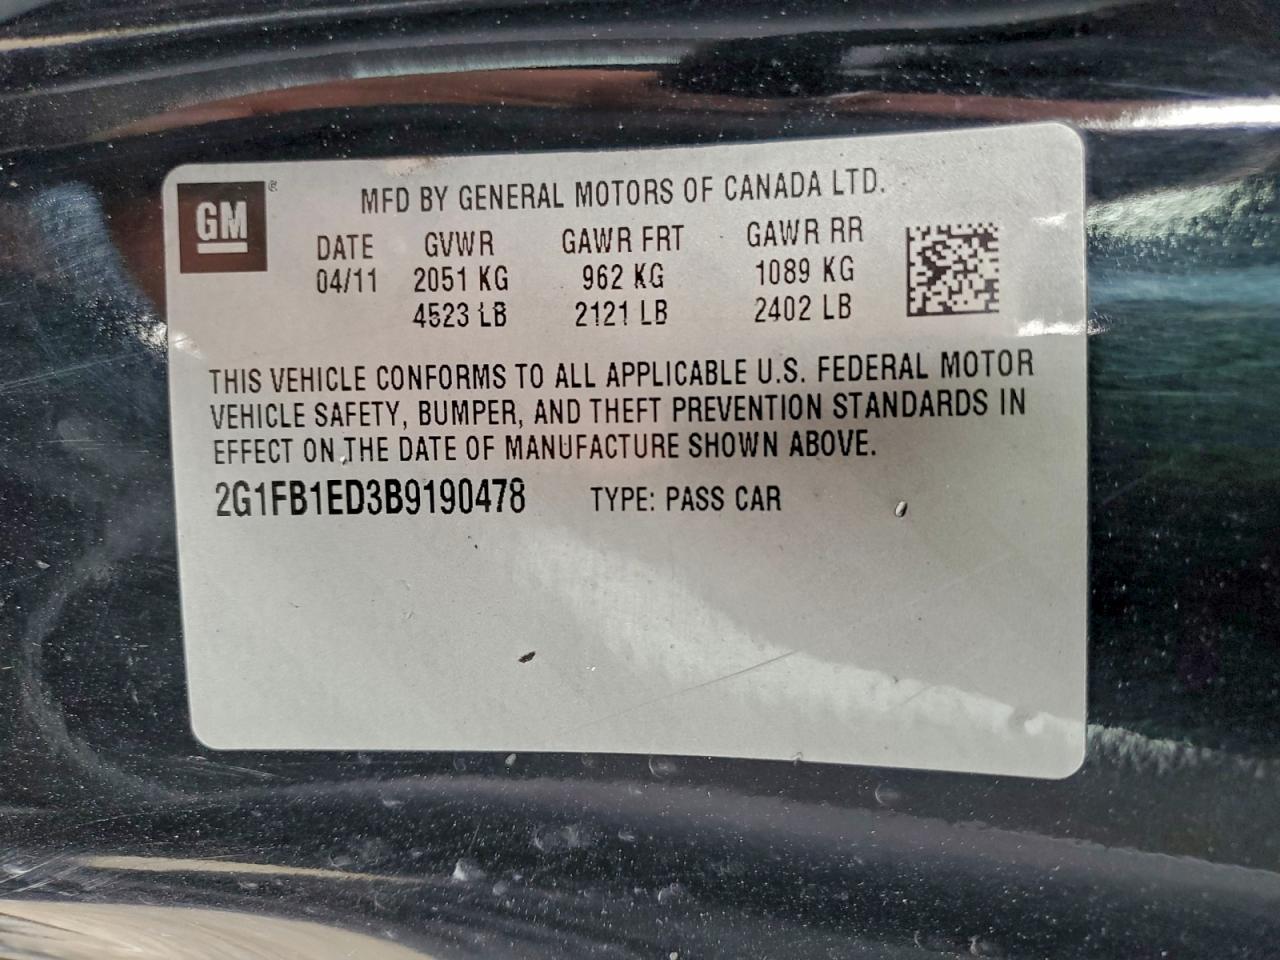 GM ®
MFD BY GENERAL MOTORS OF CANADA LTD.
DATE GVWR GAWR FRT GAWR RR
04/11 2051 KG 962 KG 1089 KG
4523 LB 2121 LB 2402 LB
THIS VEHICLE CONFORMS TO ALL APPLICABLE U.S. FEDERAL MOTOR
VEHICLE SAFETY, BUMPER, AND THEFT PREVENTION STANDARDS IN
EFFECT ON THE DATE OF MANUFACTURE SHOWN ABOVE.
2G1FB1ED3B9190478 TYPE: PASS CAR